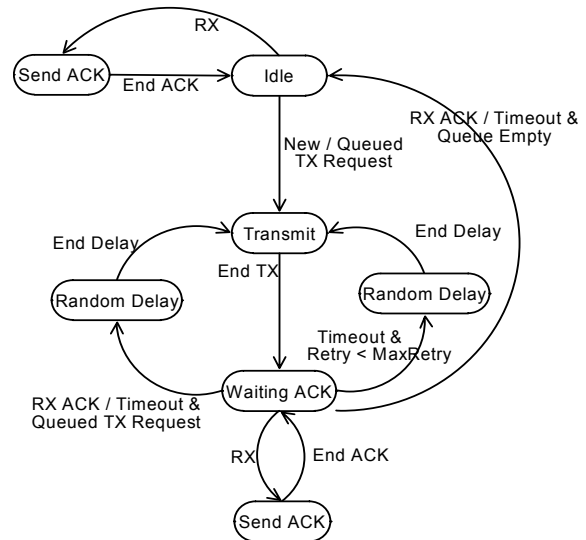 RX
Send ACK
Idle
End ACK
RX ACK / Timeout &
Queue Empty
New / Queued
TX Request
Transmit
End Delay
End Delay
End TX
Random Delay
Random Delay
Timeout &
Retry < MaxRetry
Waiting ACK
RX ACK / Timeout &
Queued TX Request
RX
End ACK
Send ACK